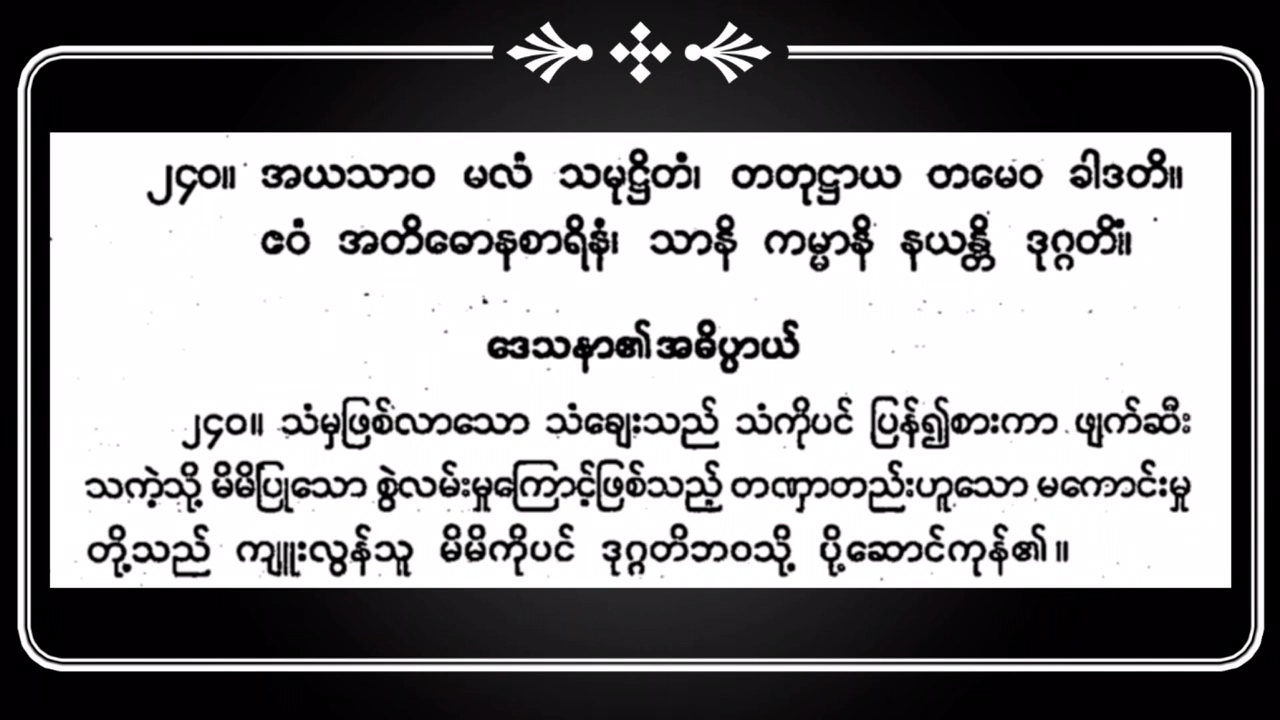 ၂၄၀။ အယသာဝ မလံ သမုဋ္ဌိတံ၊ တတုဋ္ဌာယ တမေဝ ခါဒတိ။
ဧဝံ အတိဓောနစာရိနံ၊ သာနိ ကမ္မာနိ နယန္တိ ဒုဂ္ဂတိံ။
ဒေသနာ၏အဓိပ္ပာယ်
၂၄၀။ သံမှဖြစ်လာသော သံချေးသည် သံကိုပင် ပြန်၍စားကာ ဖျက်ဆီး
သကဲ့သို့ မိမိပြုသော စွဲလမ်းမှုကြောင့်ဖြစ်သည့် တဏှာတည်းဟူသော မကောင်းမှု
တို့သည် ကျူးလွန်သူ မိမိကိုပင် ဒုဂ္ဂတိဘဝသို့ ပို့ဆောင်ကုန်၏။